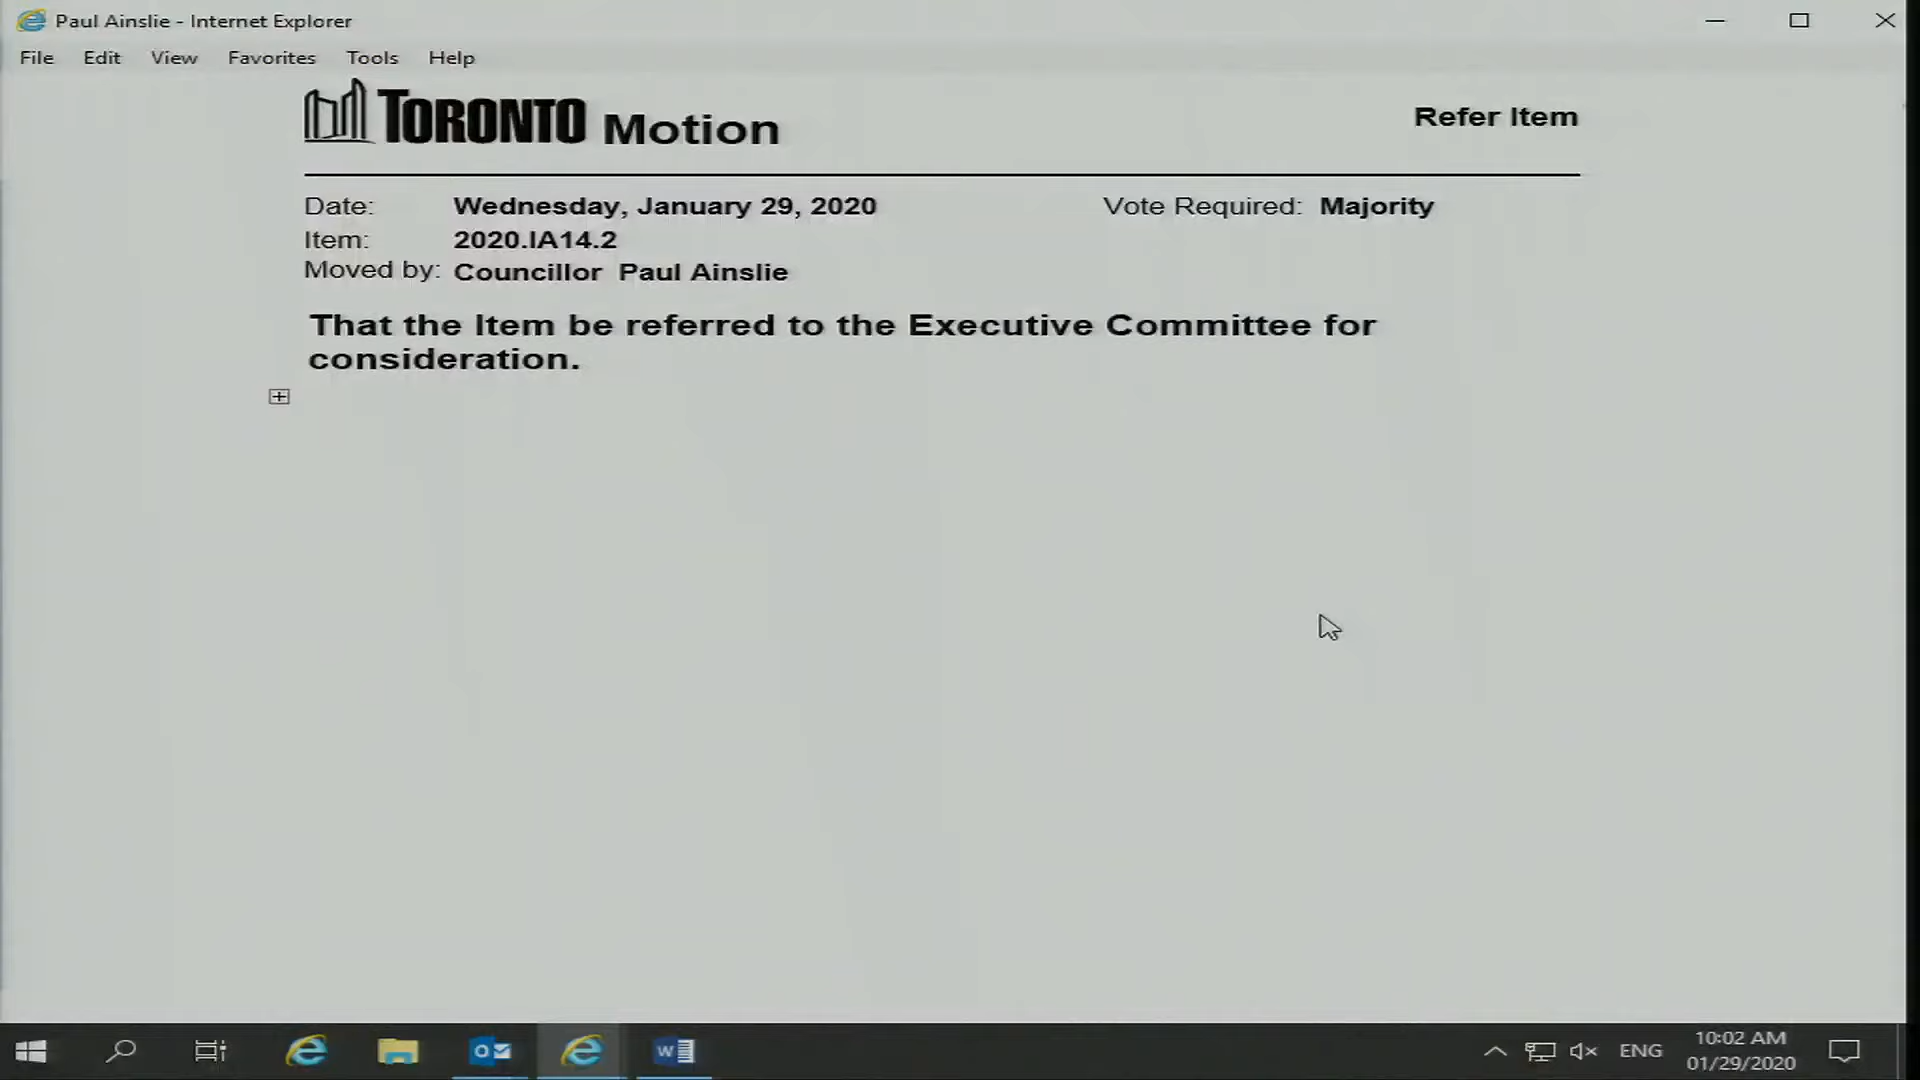 Paul Ainslie - Internet Explorer
File Edit View Favorites Tools Help
TORONTO Motion
Refer Item
Date: Wednesday, January 29, 2020 Vote Required: Majority
Item: 2020.IA14.2
Moved by: Councillor Paul Ainslie
That the Item be referred to the Executive Committee for
consideration.
ENG
10:02 AM
01/29/2020